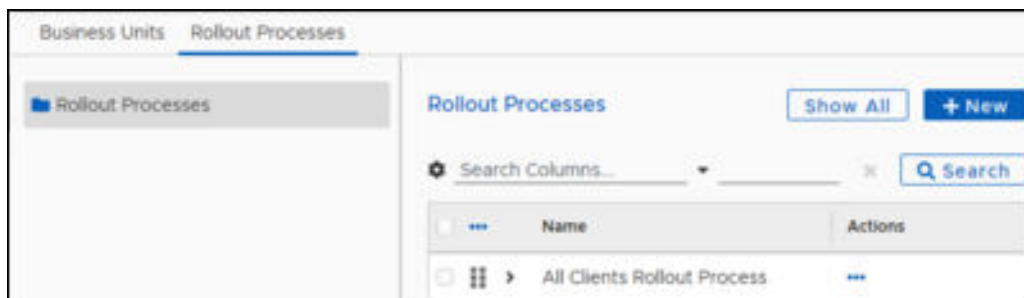 Business Units Rollout Processes
Rollout Processes
Rollout Processes Show All + New
Search Columns... Search
Name Actions
All Clients Rollout Process